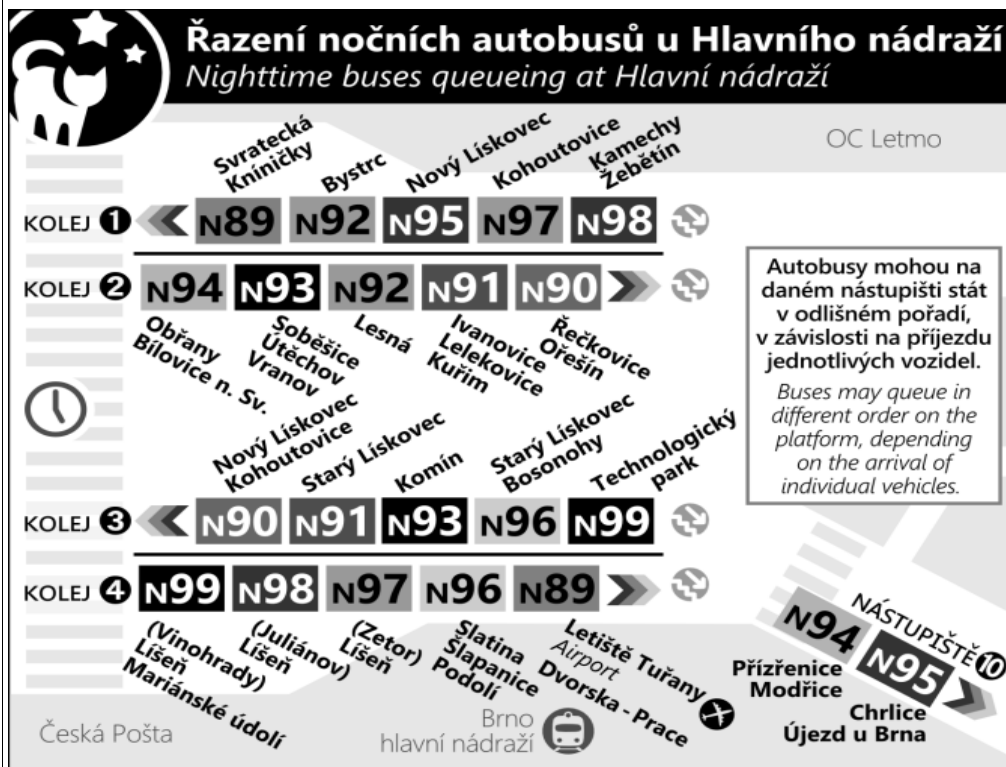 Řazení nočních autobusů u Hlavního nádraží
Nighttime buses queueing at Hlavní nádraží
OC Letmo
Svratecká
Kníničky
Bystrc
Nový Lískovec
Kohoutovice
Kamechy
Žebětín
KOLEJ 1 N89 N92 N95 N97 N98
KOLEJ 2 N94 N93 N92 N91 N90
Obřany
Bílovice n. Sv.
Soběšice
Útěchov
Vranov
Lesná
Ivanovice
Lelekovice
Kuřim
Řečkovice
Ořešín
Autobusy mohou na
daném nástupišti stát
v odlišném pořadí,
v závislosti na příjezdu
jednotlivých vozidel.
Buses may queue in
different order on the
platform, depending
on the arrival of
individual vehicles.
Nový Lískovec
Kohoutovice
Starý Lískovec
Komín
Starý Lískovec
Bosonohy
Technologický
park
KOLEJ 3 N90 N91 N93 N96 N99
KOLEJ 4 N99 N98 N97 N96 N89
(Vinohrady)
Líšeň
Mariánské údolí
(Juliánov)
Líšeň
(Zetor)
Líšeň
Slatina
Šlapanice
Podolí
Letiště Tuřany
Airport
Dvorska - Prace
NÁSTUPIŠTĚ 10
N94 N95
Přízřenice
Modřice
Chrlice
Újezd u Brna
Česká Pošta
Brno
hlavní nádraží